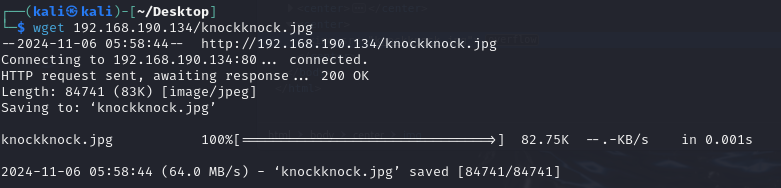 ┌──(kali㉿kali)-[~/Desktop]
└─$ wget 192.168.190.134/knockknock.jpg
--2024-11-06 05:58:44--  http://192.168.190.134/knockknock.jpg
Connecting to 192.168.190.134:80... connected.
HTTP request sent, awaiting response... 200 OK
Length: 84741 (83K) [image/jpeg]
Saving to: ‘knockknock.jpg’
knockknock.jpg          100%[============================>]  82.75K  --.-KB/s    in 0.001s
2024-11-06 05:58:44 (64.0 MB/s) - ‘knockknock.jpg’ saved [84741/84741]